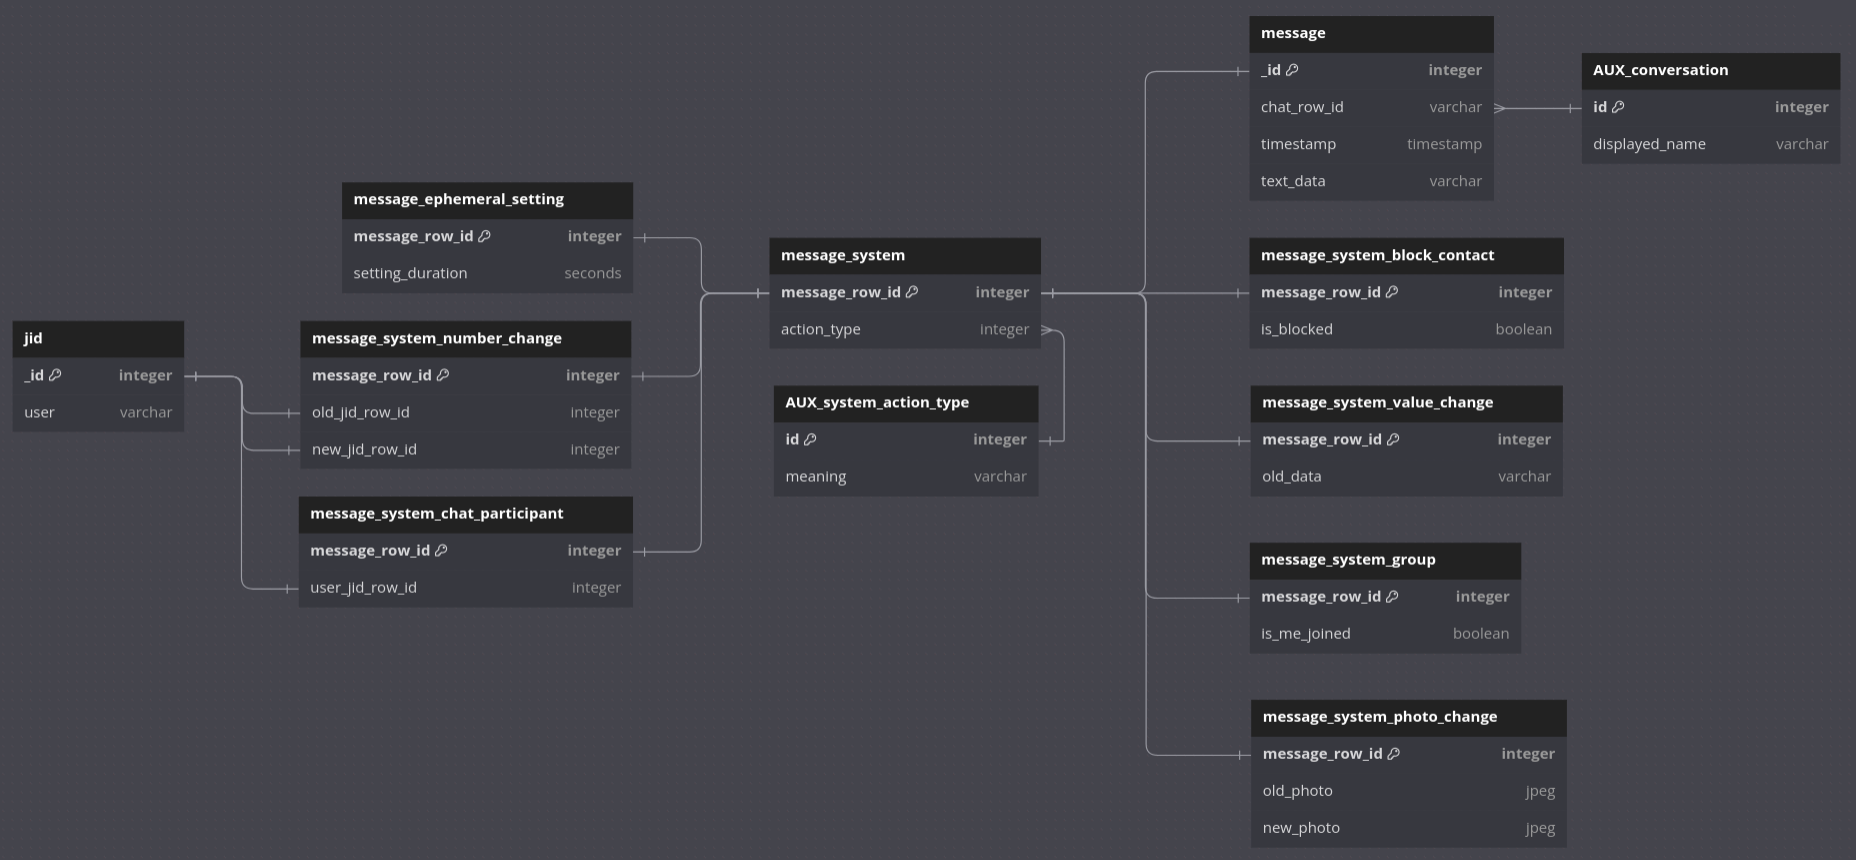 message
_id integer
chat_row_id varchar
timestamp timestamp
text_data varchar
AUX_conversation
id integer
displayed_name varchar
message_ephemeral_setting
message_row_id integer
setting_duration seconds
message_system
message_row_id integer
action_type integer
message_system_block_contact
message_row_id integer
is_blocked boolean
jid
_id integer
user varchar
message_system_number_change
message_row_id integer
old_jid_row_id integer
new_jid_row_id integer
AUX_system_action_type
id integer
meaning varchar
message_system_value_change
message_row_id integer
old_data varchar
message_system_chat_participant
message_row_id integer
user_jid_row_id integer
message_system_group
message_row_id integer
is_me_joined boolean
message_system_photo_change
message_row_id integer
old_photo jpeg
new_photo jpeg